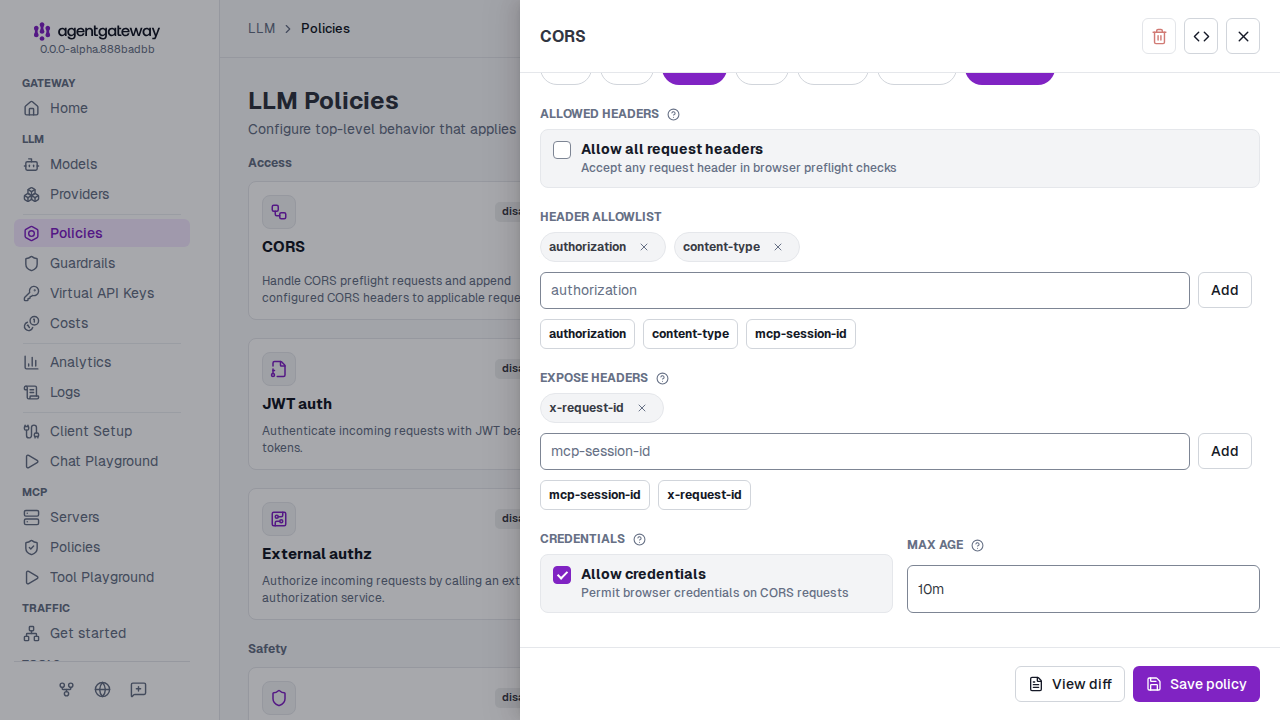 agentgateway
0.0.0-alpha.888badbb
GATEWAY
Home
LLM
Models
Providers
Policies
Guardrails
Virtual API Keys
Costs
Analytics
Logs
Client Setup
Chat Playground
MCP
Servers
Policies
Tool Playground
TRAFFIC
Get started
LLM > Policies
LLM Policies
Configure top-level behavior that applies
Access
CORS
Handle CORS preflight requests and append
configured CORS headers to applicable
JWT auth
Authenticate incoming requests with JWT
tokens.
External authz
Authorize incoming requests by calling an
authorization service.
Safety
CORS
ALLOWED HEADERS
Allow all request headers
Accept any request header in browser preflight checks
HEADER ALLOWLIST
authorization
content-type
authorization
Add
authorization
content-type
mcp-session-id
EXPOSE HEADERS
x-request-id
mcp-session-id
Add
mcp-session-id
x-request-id
CREDENTIALS
Allow credentials
Permit browser credentials on CORS requests
MAX AGE
10m
View diff
Save policy